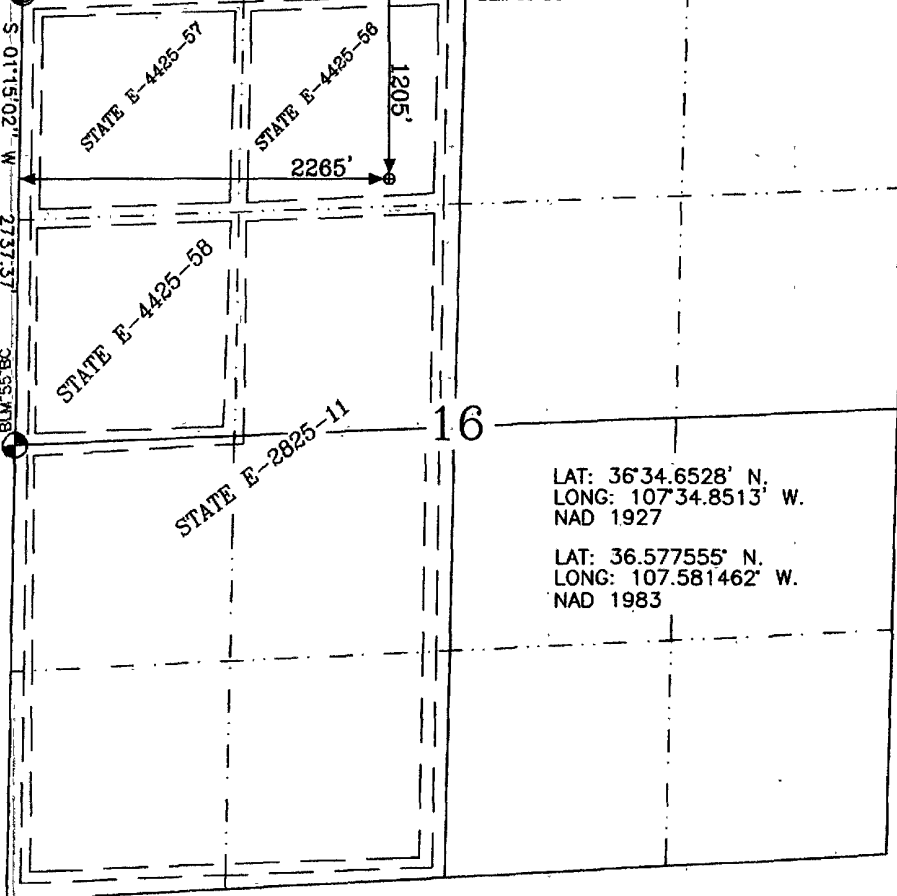 S 01°15'02" W 2737.37'
STATE E-4425-57
STATE E-4425-56
1205'
2265'
STATE E-4425-58
BLM 55 BC
STATE E-2825-11
16
LAT: 36°34.6528' N.
LONG: 107°34.8513' W.
NAD 1927
LAT: 36.577555° N.
LONG: 107.581462° W.
NAD 1983